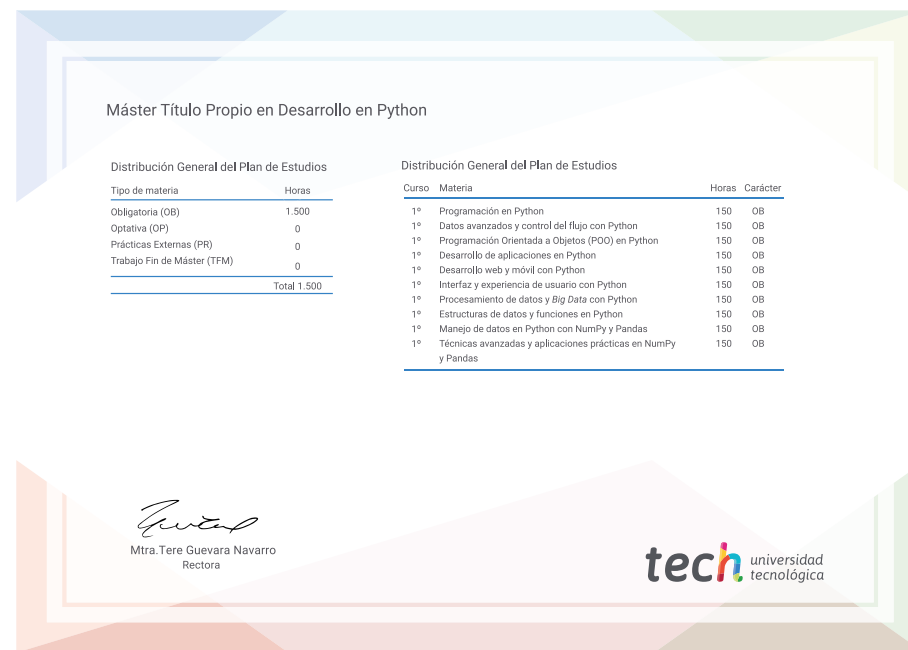 Máster Título Propio en Desarrollo en Python
Distribución General del Plan de Estudios
Tipo de materia Horas
Obligatoria (OB) 1.500
Optativa (OP) 0
Prácticas Externas (PR) 0
Trabajo Fin de Máster (TFM) 0
Total 1.500
Distribución General del Plan de Estudios
Curso Materia Horas Carácter
1º Programación en Python 150 OB
1º Datos avanzados y control del flujo con Python 150 OB
1º Programación Orientada a Objetos (POO) en Python 150 OB
1º Desarrollo de aplicaciones en Python 150 OB
1º Desarrollo web y móvil con Python 150 OB
1º Interfaz y experiencia de usuario con Python 150 OB
1º Procesamiento de datos y Big Data con Python 150 OB
1º Estructuras de datos y funciones en Python 150 OB
1º Manejo de datos en Python con NumPy y Pandas 150 OB
1º Técnicas avanzadas y aplicaciones prácticas en NumPy 150 OB
y Pandas
Mtra.Tere Guevara Navarro
Rectora
tech universidad
tecnológica